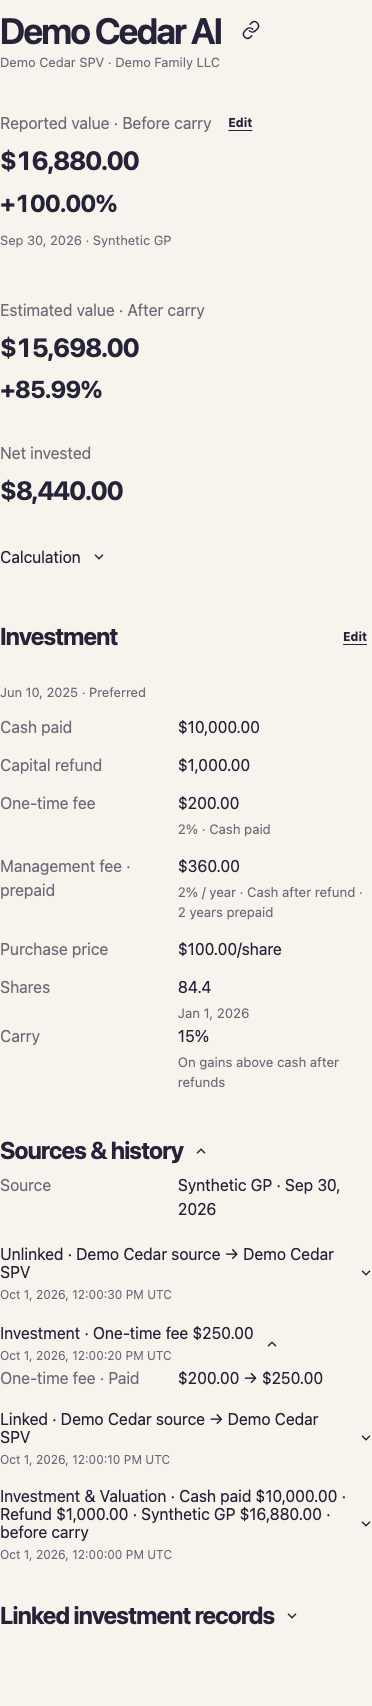 Demo Cedar AI
Demo Cedar SPV · Demo Family LLC
Reported value · Before carry Edit
$16,880.00
+100.00%
Sep 30, 2026 · Synthetic GP
Estimated value · After carry
$15,698.00
+85.99%
Net invested
$8,440.00
Calculation
Investment Edit
Jun 10, 2025 · Preferred
Cash paid $10,000.00
Capital refund $1,000.00
One-time fee $200.00
2% · Cash paid
Management fee · $360.00
prepaid 2% / year · Cash after refund ·
2 years prepaid
Purchase price $100.00/share
Shares 84.4
Jan 1, 2026
Carry 15%
On gains above cash after
refunds
Sources & history
Source Synthetic GP · Sep 30,
2026
Unlinked · Demo Cedar source → Demo Cedar
SPV
Oct 1, 2026, 12:00:30 PM UTC
Investment · One-time fee $250.00
Oct 1, 2026, 12:00:20 PM UTC
One-time fee · Paid $200.00 → $250.00
Linked · Demo Cedar source → Demo Cedar
SPV
Oct 1, 2026, 12:00:10 PM UTC
Investment & Valuation · Cash paid $10,000.00 ·
Refund $1,000.00 · Synthetic GP $16,880.00 ·
before carry
Oct 1, 2026, 12:00:00 PM UTC
Linked investment records